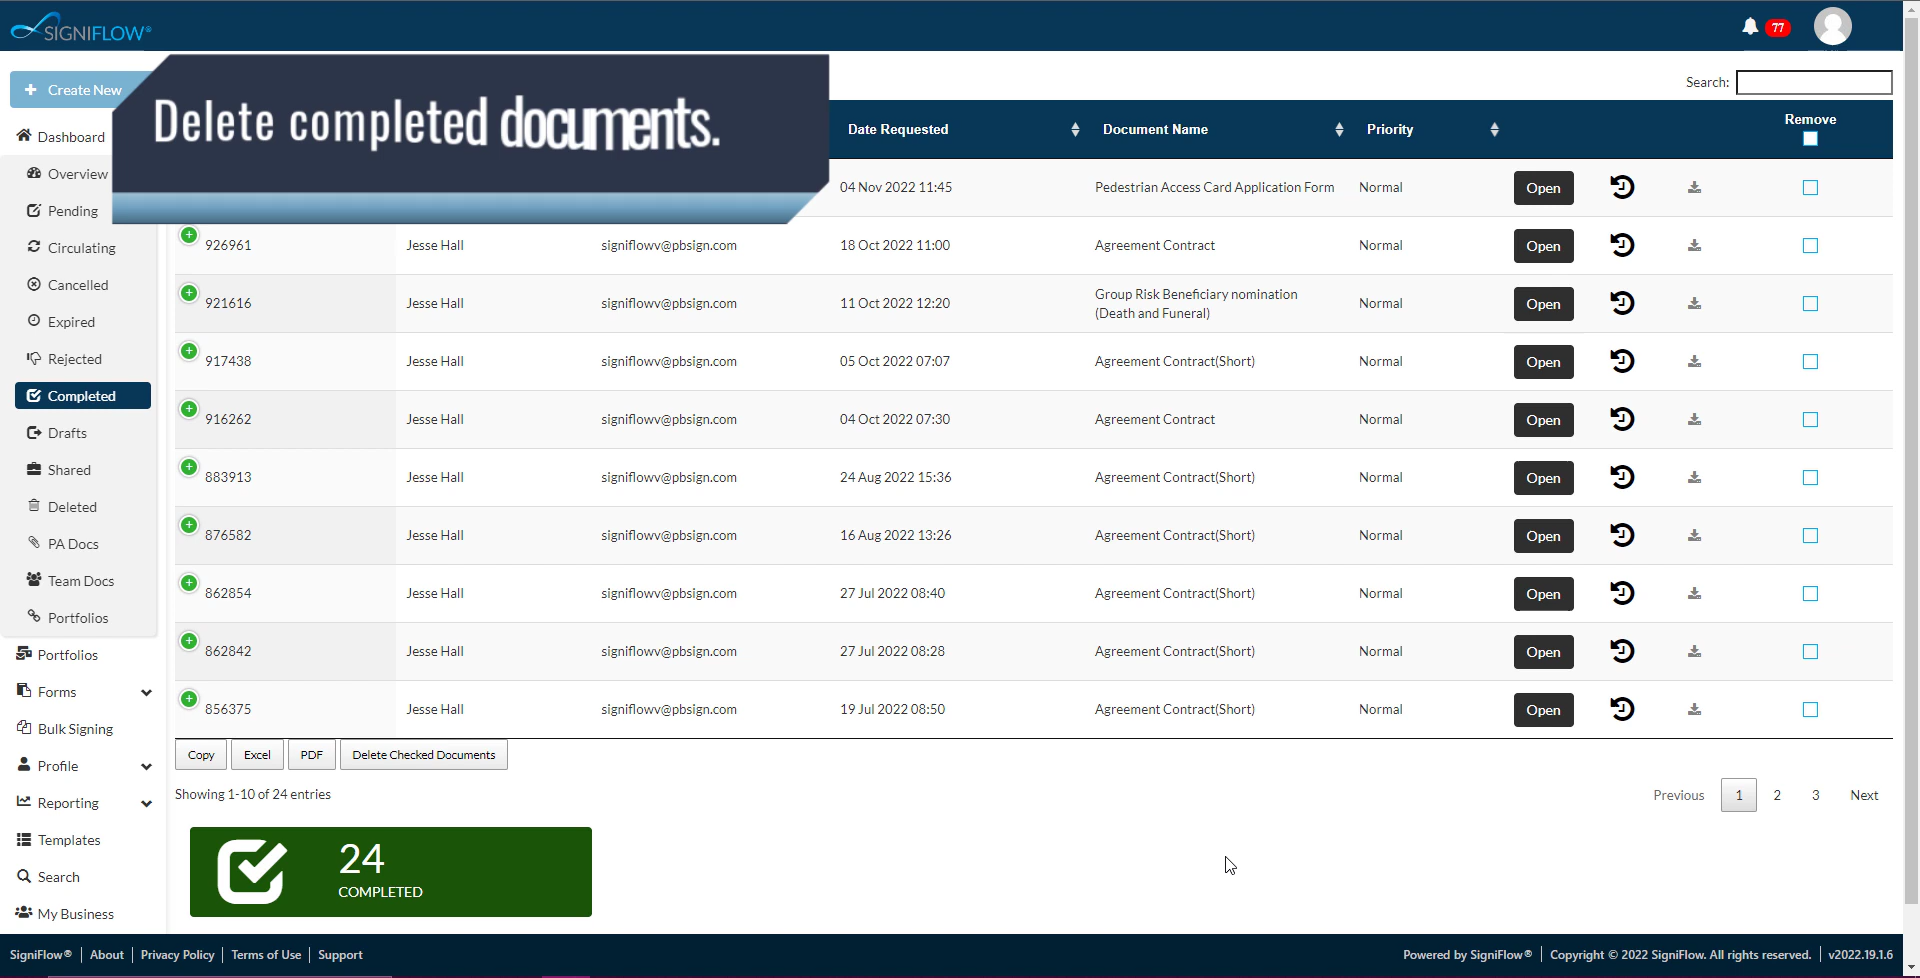 SIGNIFLOW®
77
Create New
Search:
Delete completed documents.
Date Requested
Document Name
Priority
Remove
04 Nov 2022 11:45 Pedestrian Access Card Application Form Normal Open
926961 Jesse Hall signiflowv@pbsign.com 18 Oct 2022 11:00 Agreement Contract Normal Open
921616 Jesse Hall signiflowv@pbsign.com 11 Oct 2022 12:20 Group Risk Beneficiary nomination Normal Open
(Death and Funeral)
917438 Jesse Hall signiflowv@pbsign.com 05 Oct 2022 07:07 Agreement Contract(Short) Normal Open
916262 Jesse Hall signiflowv@pbsign.com 04 Oct 2022 07:30 Agreement Contract Normal Open
883913 Jesse Hall signiflowv@pbsign.com 24 Aug 2022 15:36 Agreement Contract(Short) Normal Open
876582 Jesse Hall signiflowv@pbsign.com 16 Aug 2022 13:26 Agreement Contract(Short) Normal Open
862854 Jesse Hall signiflowv@pbsign.com 27 Jul 2022 08:40 Agreement Contract(Short) Normal Open
862842 Jesse Hall signiflowv@pbsign.com 27 Jul 2022 08:28 Agreement Contract(Short) Normal Open
856375 Jesse Hall signiflowv@pbsign.com 19 Jul 2022 08:50 Agreement Contract(Short) Normal Open
Dashboard
Overview
Pending
Circulating
Cancelled
Expired
Rejected
Completed
Drafts
Shared
Deleted
PA Docs
Team Docs
Portfolios
Portfolios
Forms
Bulk Signing
Profile
Reporting
Templates
Search
My Business
Copy Excel PDF Delete Checked Documents
Showing 1-10 of 24 entries
Previous 1 2 3 Next
24
COMPLETED
SigniFlow® | About | Privacy Policy | Terms of Use | Support
Powered by SigniFlow® | Copyright © 2022 SigniFlow. All rights reserved. | v2022.19.1.6